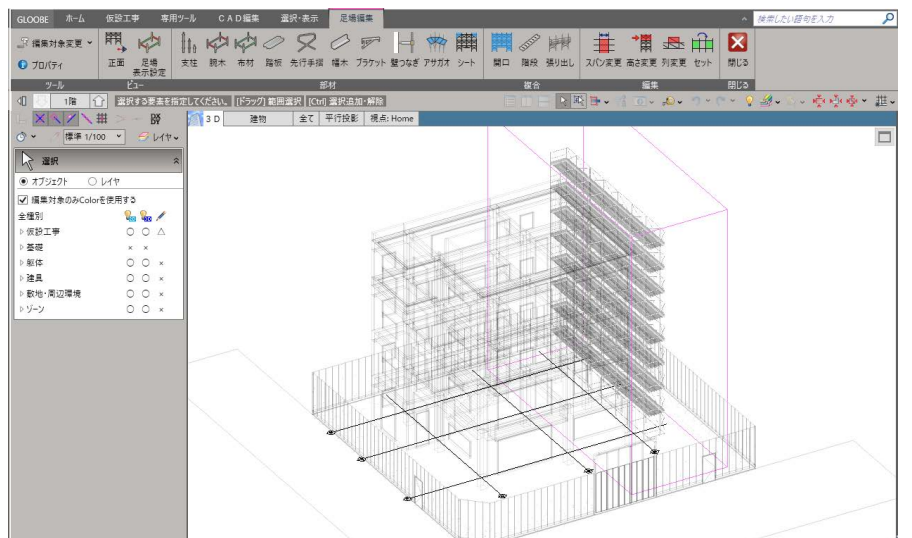 GLOOBE ホーム 仮設工事 専用ツール CAD編集 選択・表示 足場編集 検索したい語句を入力
編集対象変更 正面 足場表示設定 支柱 腕木 布材 踏板 先行手摺 幅木 ブラケット 壁つなぎ アサガオ シート 開口 階段 張り出し スパン変更 高さ変更 列変更 セット 閉じる
プロパティ
ツール ビュー 部材 複合 編集 閉じる
1階 選択する要素を指定してください。 [ドラッグ] 範囲選択 | [Ctrl] 選択追加・解除
3D 建物 全て 平行投影 視点: Home
標準 1/100 レイヤ
選択
オブジェクト レイヤ
編集対象のみColorを使用する
全種別
仮設工事 ○ ○ △
基礎 × ×
躯体 ○ ○ ×
建具 ○ ○ ×
敷地・周辺環境 ○ ○ ×
ゾーン ○ ○ ×